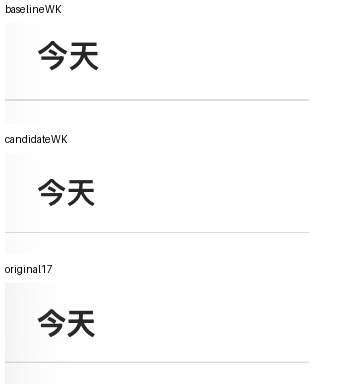 baselineWK
今天
candidateWK
今天
original17
今天